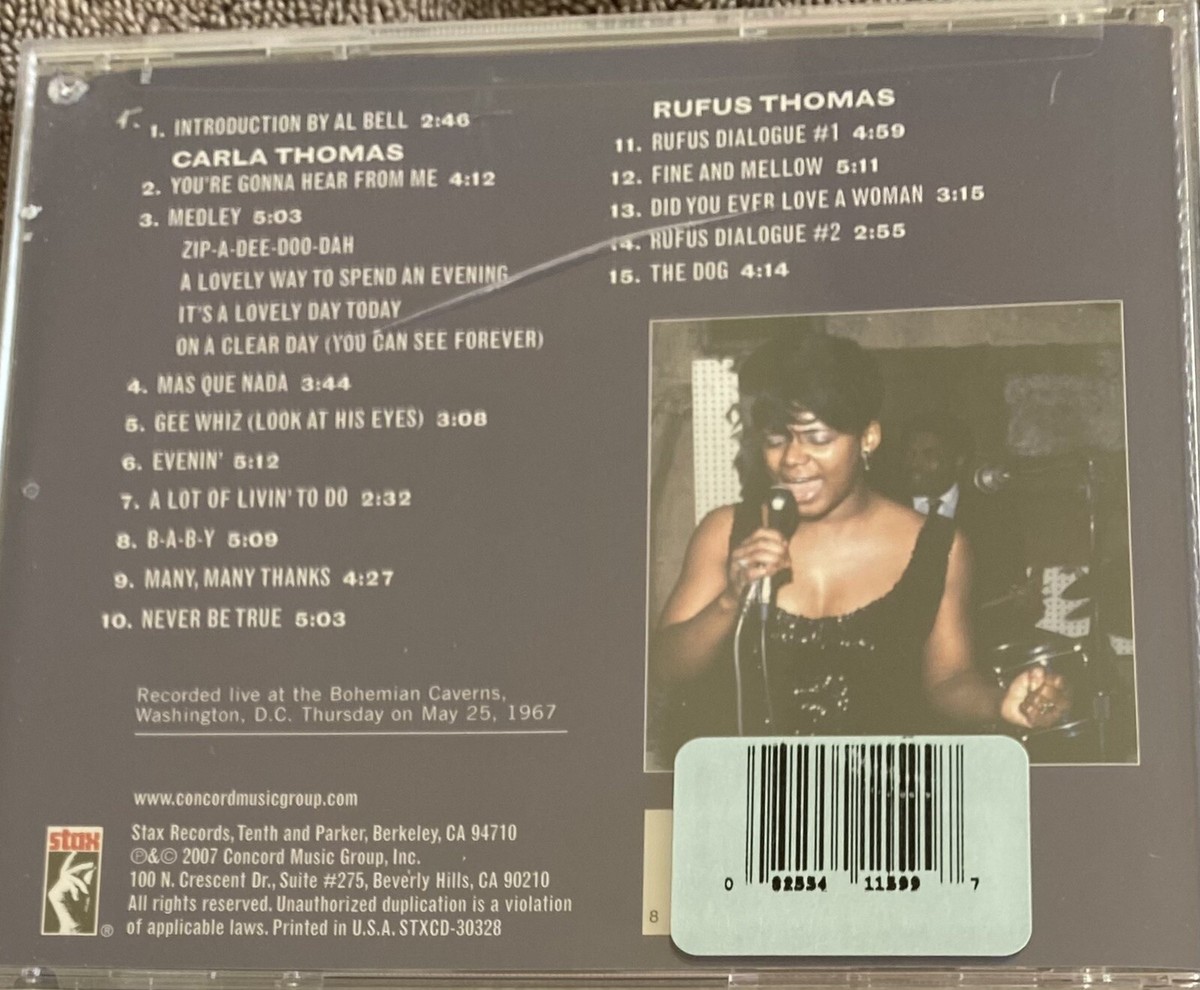 1. INTRODUCTION BY AL BELL 2:46
CARLA THOMAS
2. YOU'RE GONNA HEAR FROM ME 4:12
3. MEDLEY 5:03
ZIP-A-DEE-DOO-DAH
A LOVELY WAY TO SPEND AN EVENING
IT'S A LOVELY DAY TODAY
ON A CLEAR DAY (YOU CAN SEE FOREVER)
4. MAS QUE NADA 3:44
5. GEE WHIZ (LOOK AT HIS EYES) 3:08
6. EVENIN' 5:12
7. A LOT OF LIVIN' TO DO 2:32
8. B-A-B-Y 5:09
9. MANY, MANY THANKS 4:27
10. NEVER BE TRUE 5:03
RUFUS THOMAS
11. RUFUS DIALOGUE #1 4:59
12. FINE AND MELLOW 5:11
13. DID YOU EVER LOVE A WOMAN 3:15
14. RUFUS DIALOGUE #2 2:55
15. THE DOG 4:14
Recorded live at the Bohemian Caverns,
Washington, D.C. Thursday on May 25, 1967
www.concordmusicgroup.com
stax
®
Stax Records, Tenth and Parker, Berkeley, CA 94710
℗&© 2007 Concord Music Group, Inc.
100 N. Crescent Dr., Suite #275, Beverly Hills, CA 90210
All rights reserved. Unauthorized duplication is a violation
of applicable laws. Printed in U.S.A. STXCD-30328
8
0 7